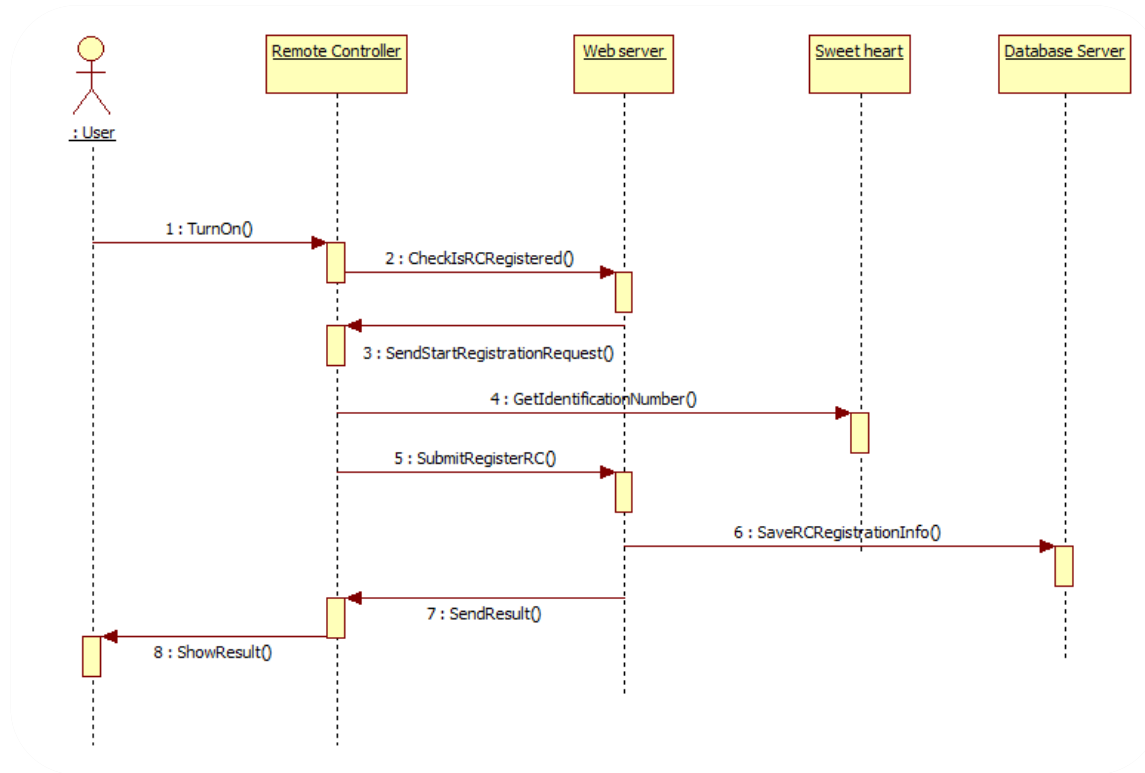 Remote Controller
Web server
Sweet heart
Database Server
: User
1 : TurnOn()
2 : CheckIsRCRegistered()
3 : SendStartRegistrationRequest()
4 : GetIdentificationNumber()
5 : SubmitRegisterRC()
6 : SaveRCRegistrationInfo()
7 : SendResult()
8 : ShowResult()